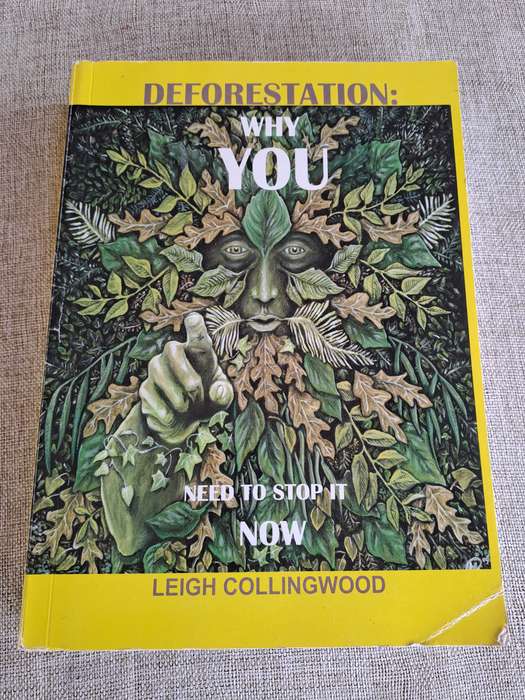 DEFORESTATION:
WHY
YOU
NEED TO STOP IT
NOW
LEIGH COLLINGWOOD